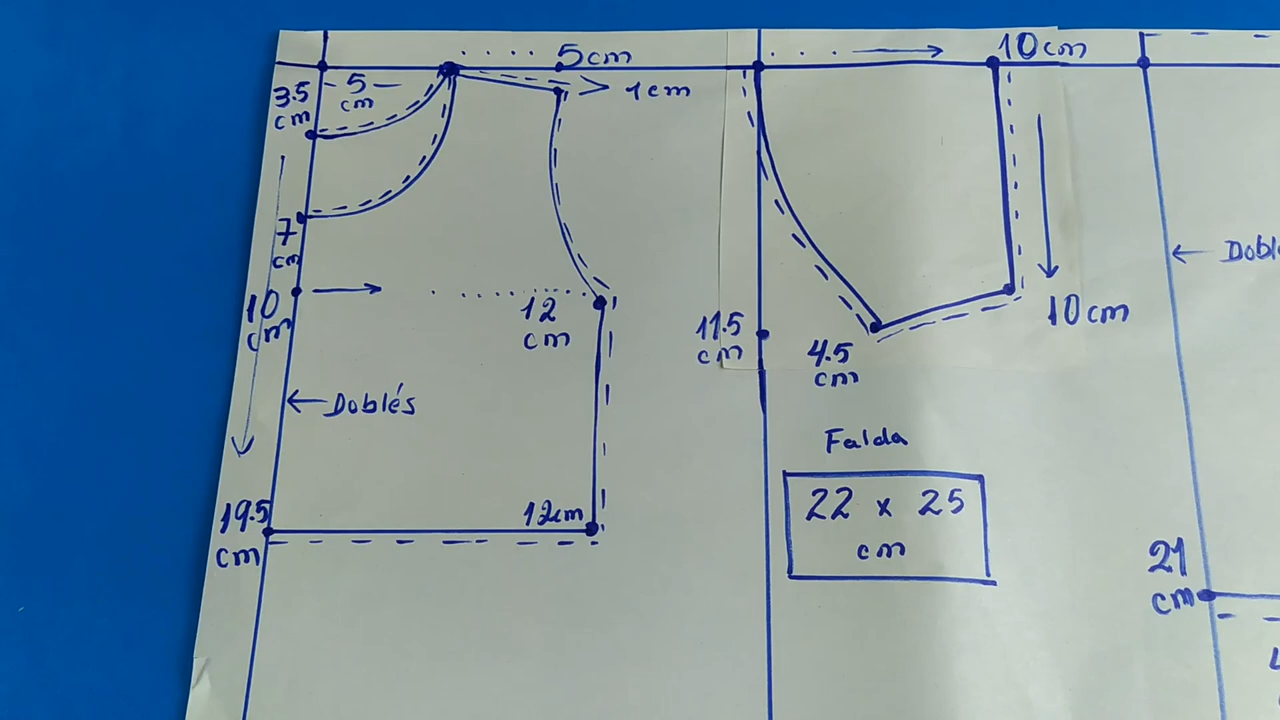 5cm
10cm
3.5
cm
5
cm
1cm
7
cm
10
cm
12
cm
10cm
11.5
cm
4.5
cm
← Doblés
← Dobl
Falda
22 x 25
cm
19.5
cm
12cm
21
cm